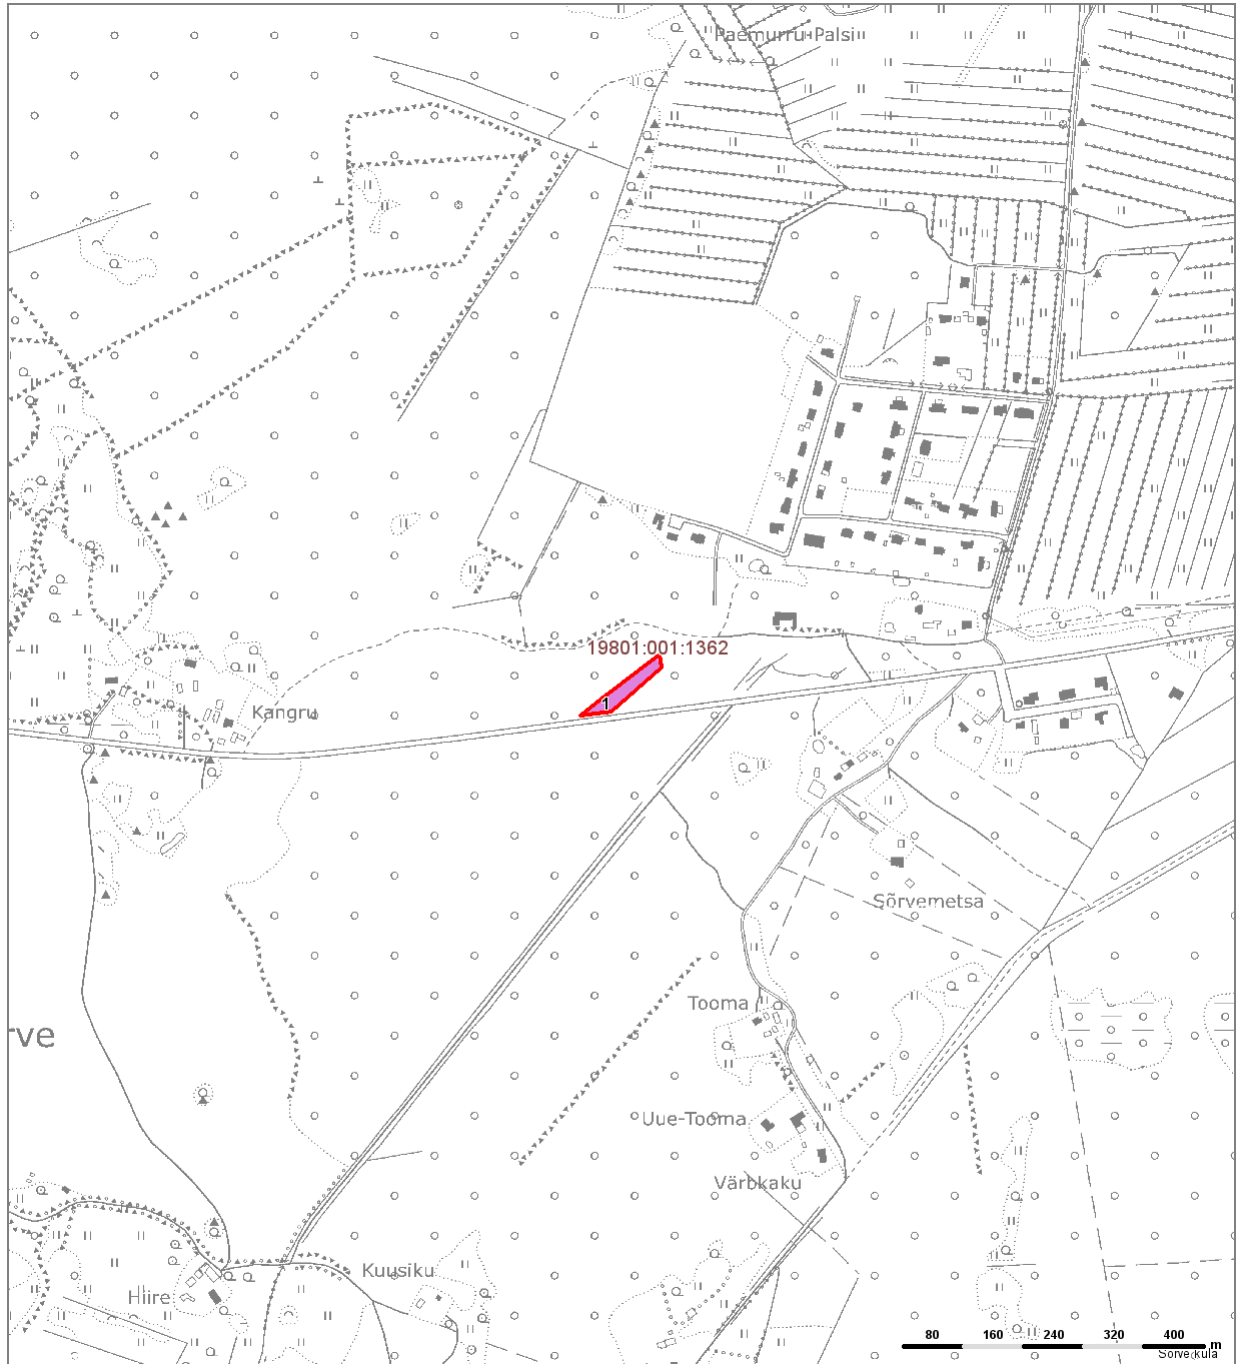 Paemurru-Palsi
19801:001:1362
1
Kangru
Sõrvemetsa
Tooma
rve
Uue-Tooma
Värbkaku
Kuusiku
Hiire
80 160 240 320 400 m
Sõrve küla